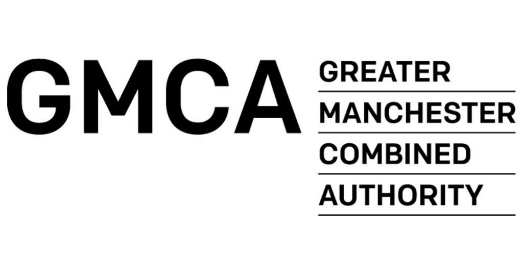 GMCA
GREATER
MANCHESTER
COMBINED
AUTHORITY